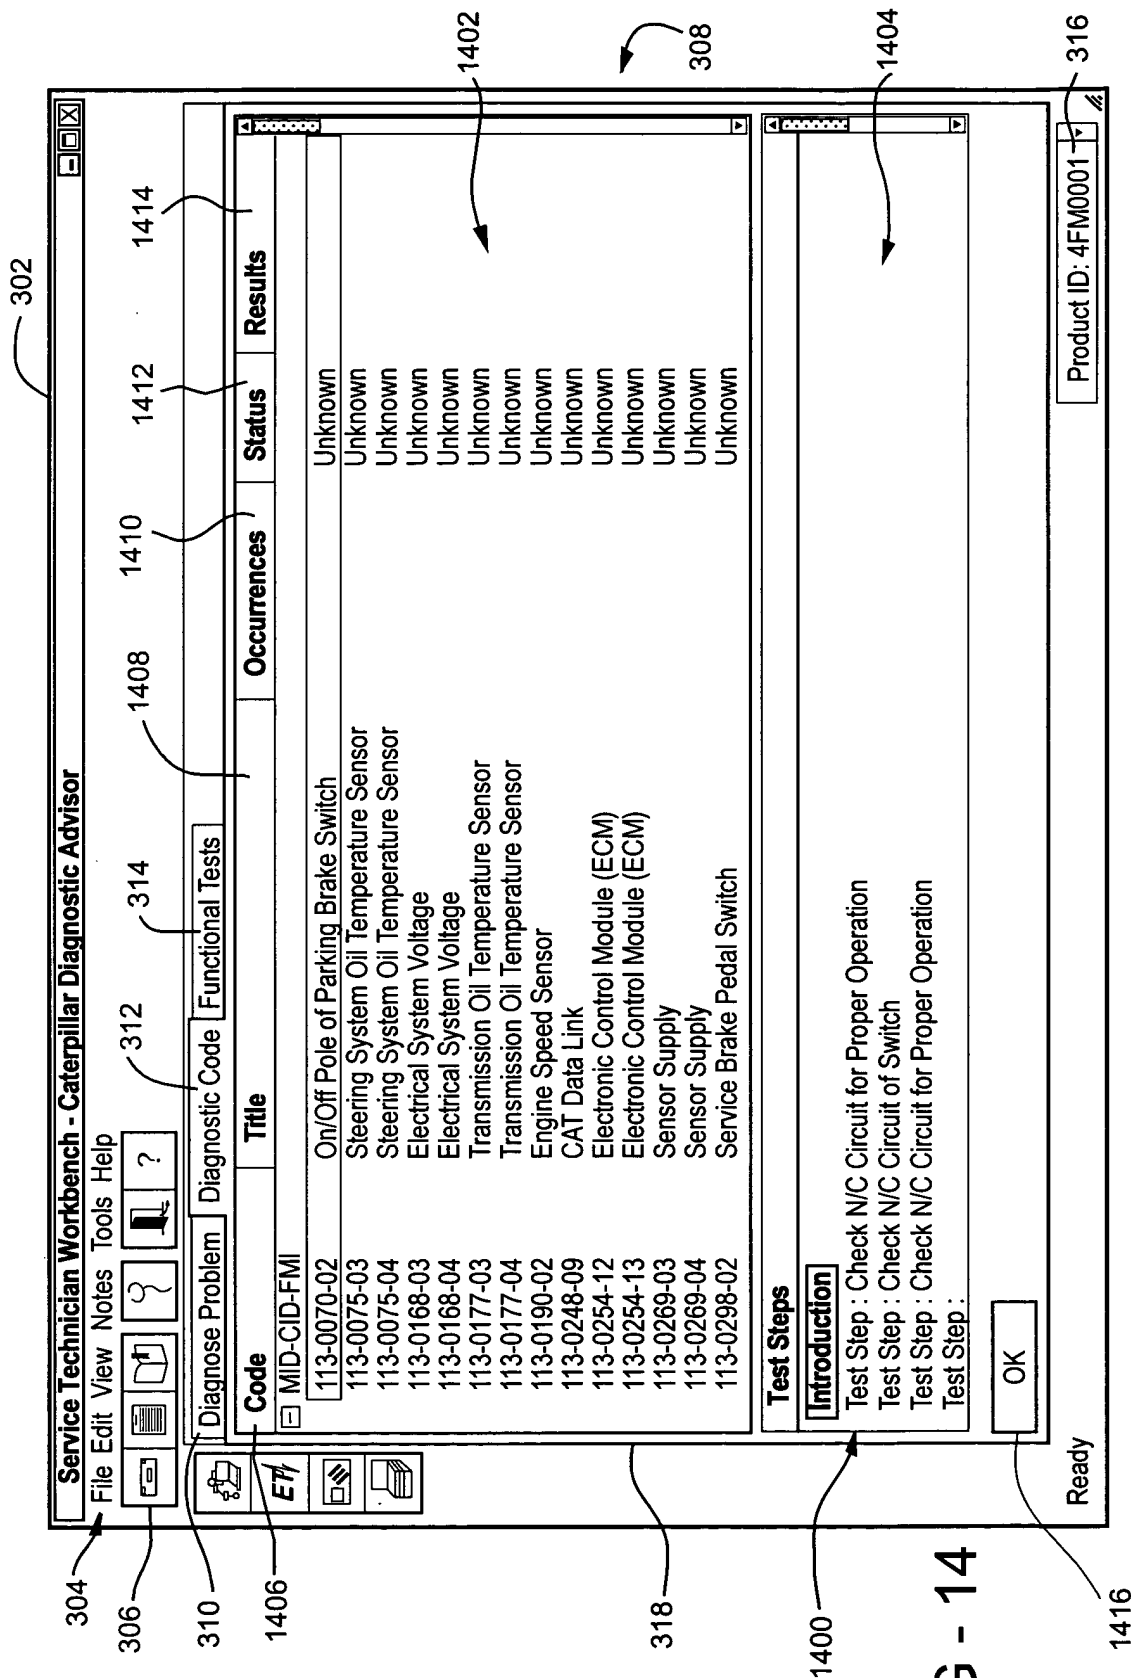 302
Service Technician Workbench - Caterpillar Diagnostic Advisor
304
File Edit View Notes Tools Help
306
?
312
314
1408
1410
1412
1414
310
Diagnose Problem Diagnostic Code Functional Tests
ET
1406
Code Title Occurrences Status Results
MID-CID-FMI
113-0070-02 On/Off Pole of Parking Brake Switch Unknown
113-0075-03 Steering System Oil Temperature Sensor Unknown
113-0075-04 Steering System Oil Temperature Sensor Unknown
113-0168-03 Electrical System Voltage Unknown
113-0168-04 Electrical System Voltage Unknown
113-0177-03 Transmission Oil Temperature Sensor Unknown
113-0177-04 Transmission Oil Temperature Sensor Unknown
113-0190-02 Engine Speed Sensor Unknown
113-0248-09 CAT Data Link Unknown
113-0254-12 Electronic Control Module (ECM) Unknown
113-0254-13 Electronic Control Module (ECM) Unknown
113-0269-03 Sensor Supply Unknown
113-0269-04 Sensor Supply Unknown
113-0298-02 Service Brake Pedal Switch Unknown
1402
308
318
Test Steps
Introduction
Test Step : Check N/C Circuit for Proper Operation
Test Step : Check N/C Circuit of Switch
Test Step : Check N/C Circuit for Proper Operation
Test Step :
1400
1404
OK
Ready
Product ID: 4FM0001
316
1416
- 14